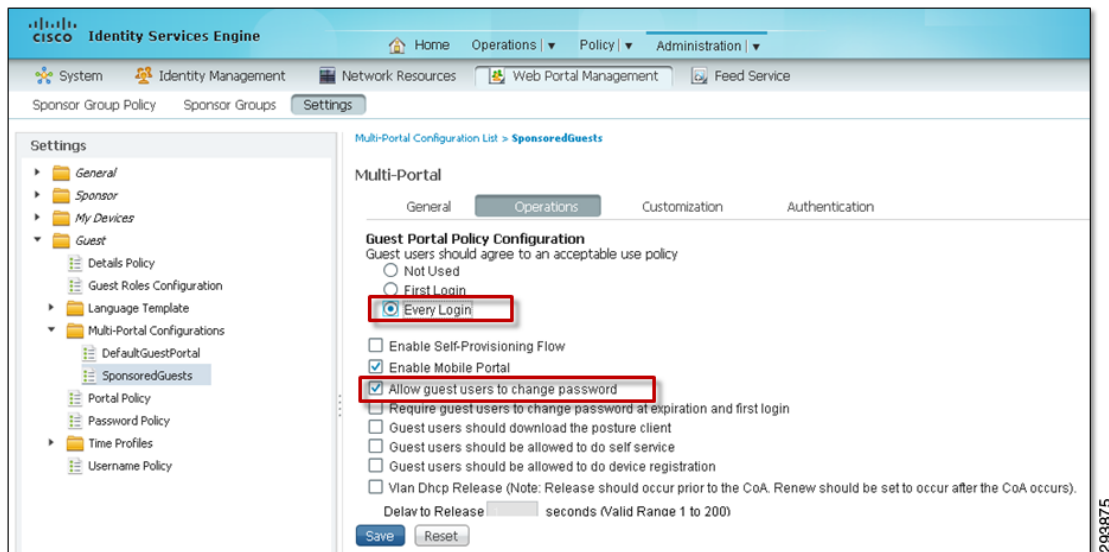 cisco Identity Services Engine
Home Operations | ▼ Policy | ▼ Administration | ▼
System Identity Management Network Resources Web Portal Management Feed Service
Sponsor Group Policy Sponsor Groups Settings
Settings
General
Sponsor
My Devices
Guest
Details Policy
Guest Roles Configuration
Language Template
Multi-Portal Configurations
DefaultGuestPortal
SponsoredGuests
Portal Policy
Password Policy
Time Profiles
Username Policy
Multi-Portal Configuration List > SponsoredGuests
Multi-Portal
General Operations Customization Authentication
Guest Portal Policy Configuration
Guest users should agree to an acceptable use policy
Not Used
First Login
Every Login
Enable Self-Provisioning Flow
Enable Mobile Portal
Allow guest users to change password
Require guest users to change password at expiration and first login
Guest users should download the posture client
Guest users should be allowed to do self service
Guest users should be allowed to do device registration
Vlan Dhcp Release (Note: Release should occur prior to the CoA. Renew should be set to occur after the CoA occurs).
Delay to Release seconds (Valid Range 1 to 200)
Save Reset
293875